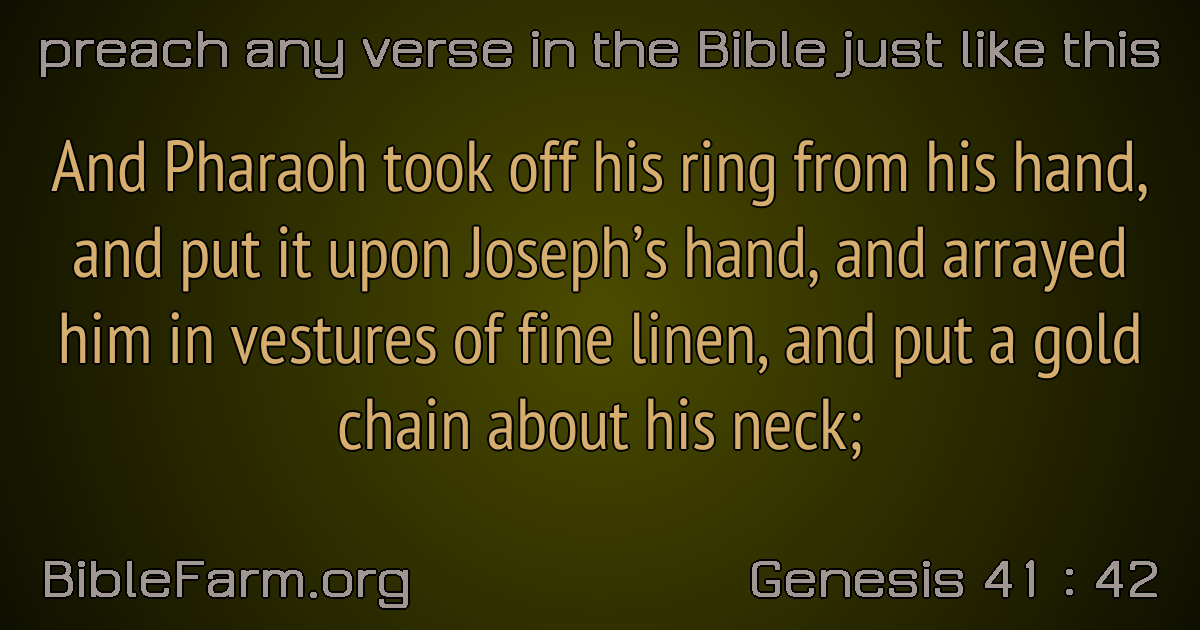 preach any verse in the Bible just like this
And Pharaoh took off his ring from his hand,
and put it upon Joseph’s hand, and arrayed
him in vestures of fine linen, and put a gold
chain about his neck;
BibleFarm.org
Genesis 41 : 42